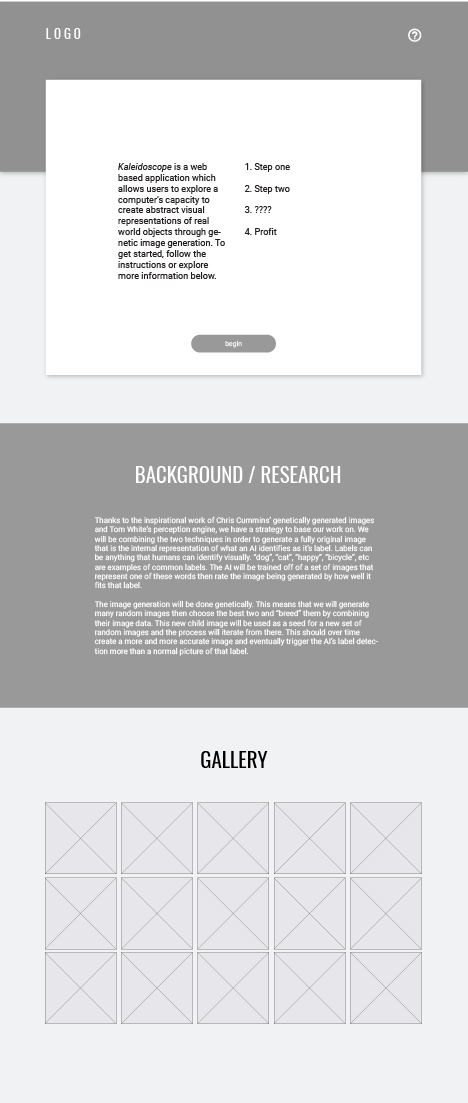 LOGO
?
Kaleidoscope is a web
based application which
allows users to explore a
computer's capacity to
create abstract visual
representations of real
world objects through ge-
netic image generation. To
get started, follow the
instructions or explore
more information below.
1. Step one
2. Step two
3. ????
4. Profit
begin
BACKGROUND / RESEARCH
Thanks to the inspirational work of Chris Cummins' genetically generated images
and Tom White's perception engine, we have a strategy to base our work on. We
will be combining the two techniques in order to generate a fully original image
that is the internal representation of what an AI identifies as it's label. Labels can
be anything that humans can identify visually. "dog", "cat", "happy", "bicycle", etc
are examples of common labels. The AI will be trained off of a set of images that
represent one of these words then rate the image being generated by how well it
fits that label.
The image generation will be done genetically. This means that we will generate
many random images then choose the best two and "breed" them by combining
their image data. This new child image will be used as a seed for a new set of
random images and the process will iterate from there. This should over time
create a more and more accurate image and eventually trigger the AI's label detec-
tion more than a normal picture of that label.
GALLERY